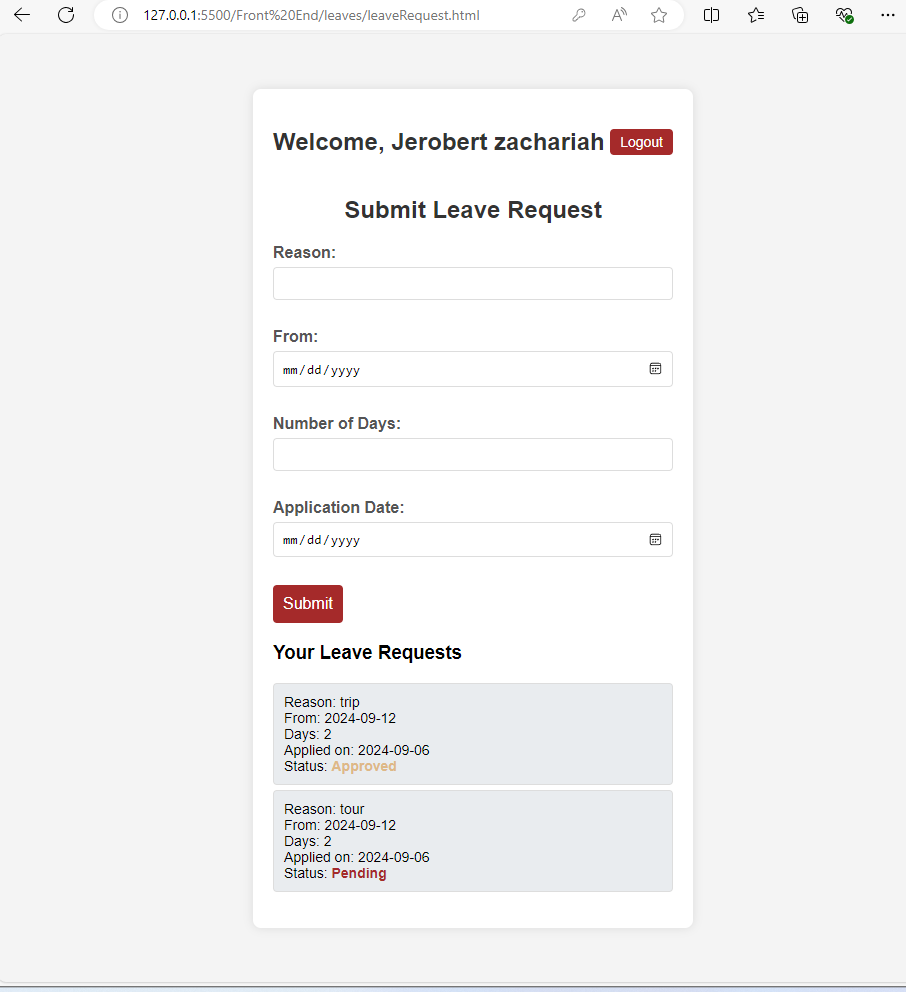 127.0.0.1:5500/Front%20End/leaves/leaveRequest.html
Welcome, Jerobert zachariah Logout
Submit Leave Request
Reason:
From:
mm/dd/yyyy
Number of Days:
Application Date:
mm/dd/yyyy
Submit
Your Leave Requests
Reason: trip
From: 2024-09-12
Days: 2
Applied on: 2024-09-06
Status: Approved
Reason: tour
From: 2024-09-12
Days: 2
Applied on: 2024-09-06
Status: Pending